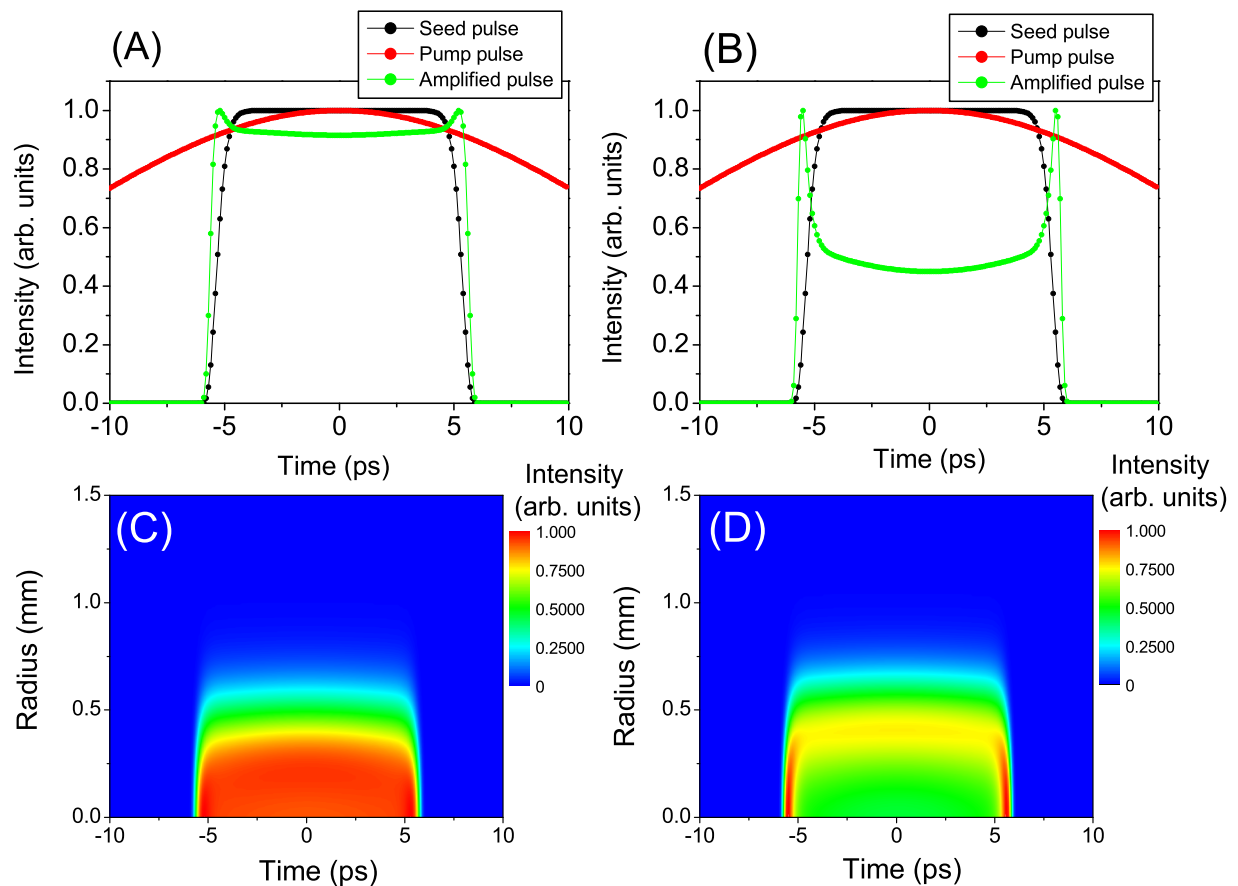 (A)
Seed pulse
Pump pulse
Amplified pulse
Intensity (arb. units)
1.0
0.8
0.6
0.4
0.2
0.0
-10
-5
0
5
10
Time (ps)
(B)
Seed pulse
Pump pulse
Amplified pulse
Intensity (arb. units)
1.0
0.8
0.6
0.4
0.2
0.0
-10
-5
0
5
10
Time (ps)
(C)
Intensity
(arb. units)
1.000
0.7500
0.5000
0.2500
0
Radius (mm)
1.5
1.0
0.5
0.0
-10
-5
0
5
10
Time (ps)
(D)
Intensity
(arb. units)
1.000
0.7500
0.5000
0.2500
0
Radius (mm)
1.5
1.0
0.5
0.0
-10
-5
0
5
10
Time (ps)